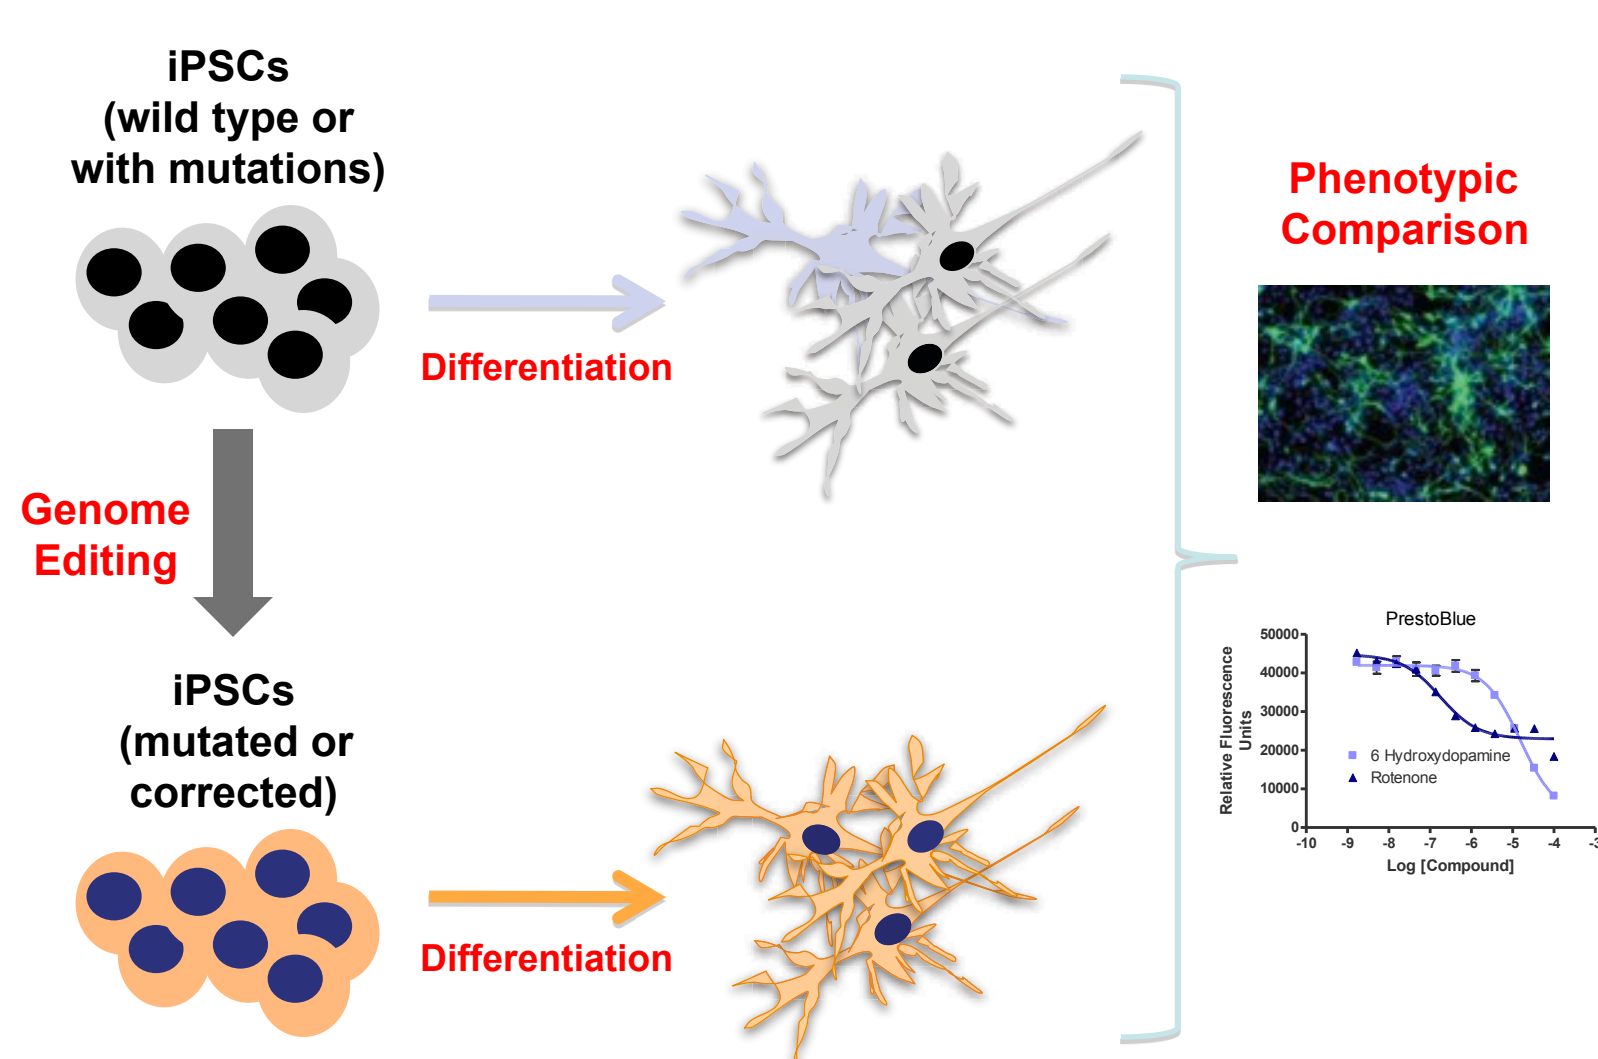 iPSCs
(wild type or
with mutations)
Differentiation
Genome
Editing
iPSCs
(mutated or
corrected)
Differentiation
Phenotypic
Comparison
PrestoBlue
Relative Fluorescence
Units
50000
40000
30000
20000
10000
0
6 Hydroxydopamine
Rotenone
-10 -9 -8 -7 -6 -5 -4 -3
Log [Compound]